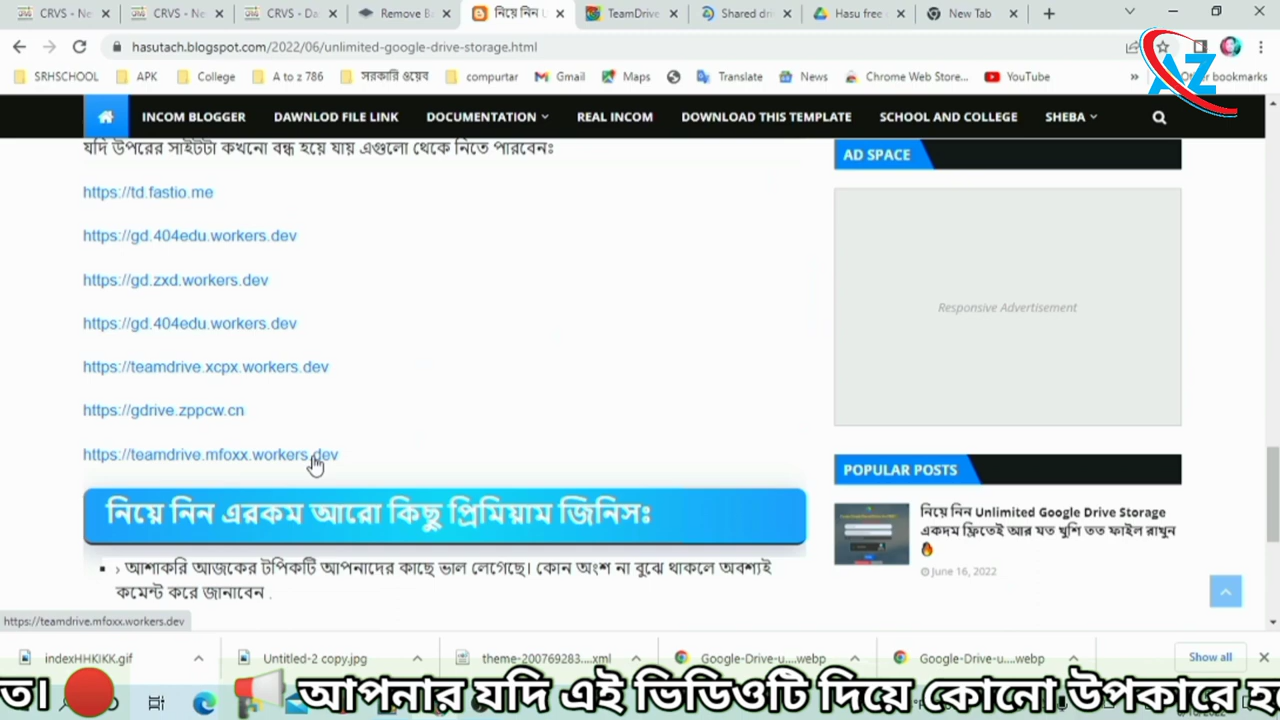 CRVS - Ne
CRVS - Ne
CRVS - Da
Remove B
নিয়ে নিন U
TeamDrive
Shared dr
Hasu free
New Tab
hasutach.blogspot.com/2022/06/unlimited-google-drive-storage.html
SRHSCHOOL
APK
College
A to z 786
সরকারি ওয়েব
compurtar
Gmail
Maps
Translate
News
Chrome Web Store...
YouTube
»
Other bookmarks
AZ
INCOM BLOGGER
DAWNLOD FILE LINK
DOCUMENTATION
REAL INCOM
DOWNLOAD THIS TEMPLATE
SCHOOL AND COLLEGE
SHEBA
যদি উপরের সাইটটা কখনো বন্ধ হয়ে যায় এগুলো থেকে নিতে পারবেনঃ
https://td.fastio.me
https://gd.404edu.workers.dev
https://gd.zxd.workers.dev
https://gd.404edu.workers.dev
https://teamdrive.xcpx.workers.dev
https://gdrive.zppcw.cn
https://teamdrive.mfoxx.workers.dev
নিয়ে নিন এরকম আরো কিছু প্রিমিয়াম জিনিসঃ
› আশাকরি আজকের টপিকটি আপনাদের কাছে ভাল লেগেছে। কোন অংশ না বুঝে থাকলে অবশ্যই
কমেন্ট করে জানাবেন .
AD SPACE
Responsive Advertisement
POPULAR POSTS
নিয়ে নিন Unlimited Google Drive Storage
একদম ফ্রিতেই আর যত খুশি তত ফাইল রাখুন
June 16, 2022
https://teamdrive.mfoxx.workers.dev
indexHHKIKK.gif
Untitled-2 copy.jpg
theme-200769283....xml
Google-Drive-u....webp
Google-Drive-u....webp
Show all
ত। আপনার যদি এই ভিডিওটি দিয়ে কোনো উপকারে